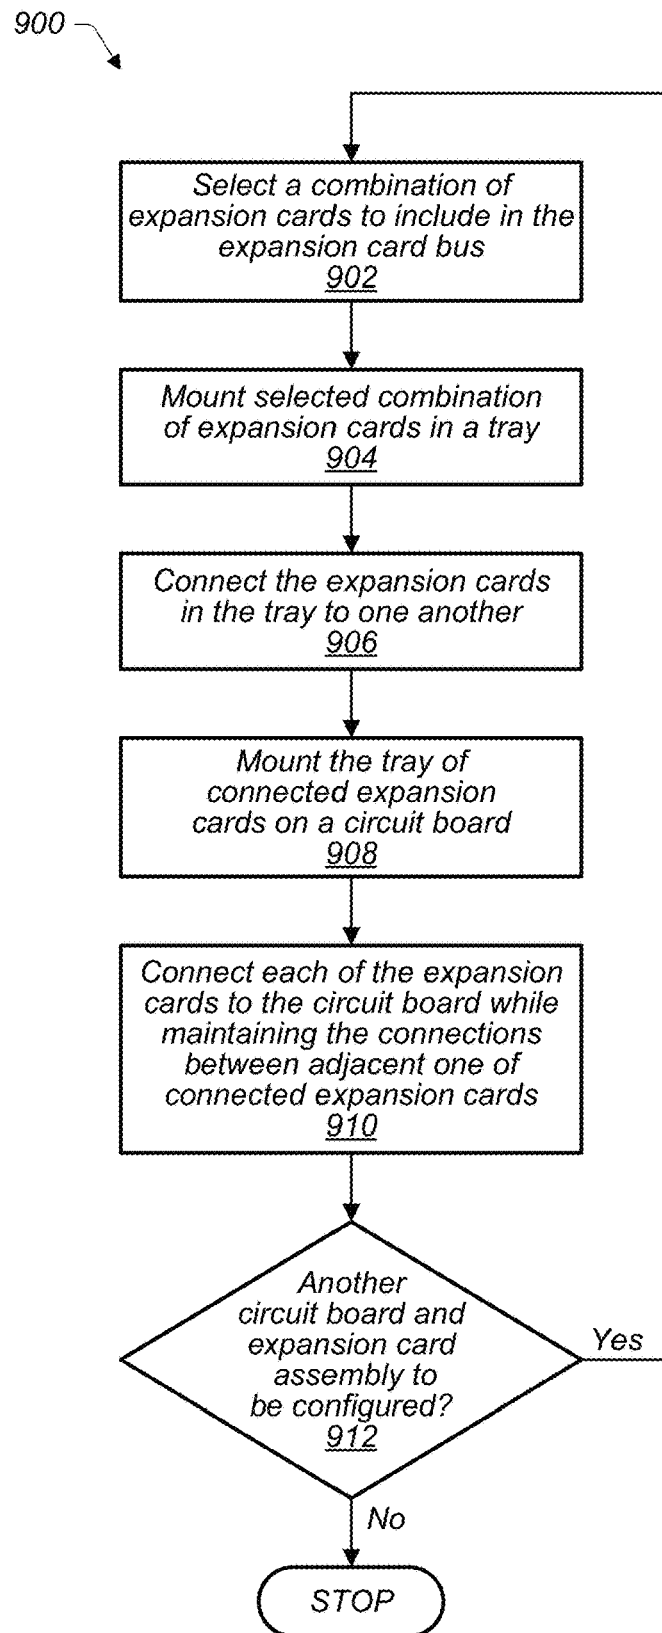 900
Select a combination of
expansion cards to include in the
expansion card bus
902
Mount selected combination
of expansion cards in a tray
904
Connect the expansion cards
in the tray to one another
906
Mount the tray of
connected expansion
cards on a circuit board
908
Connect each of the expansion
cards to the circuit board while
maintaining the connections
between adjacent one of
connected expansion cards
910
Another
circuit board and
expansion card
assembly to
be configured?
912
Yes
No
STOP